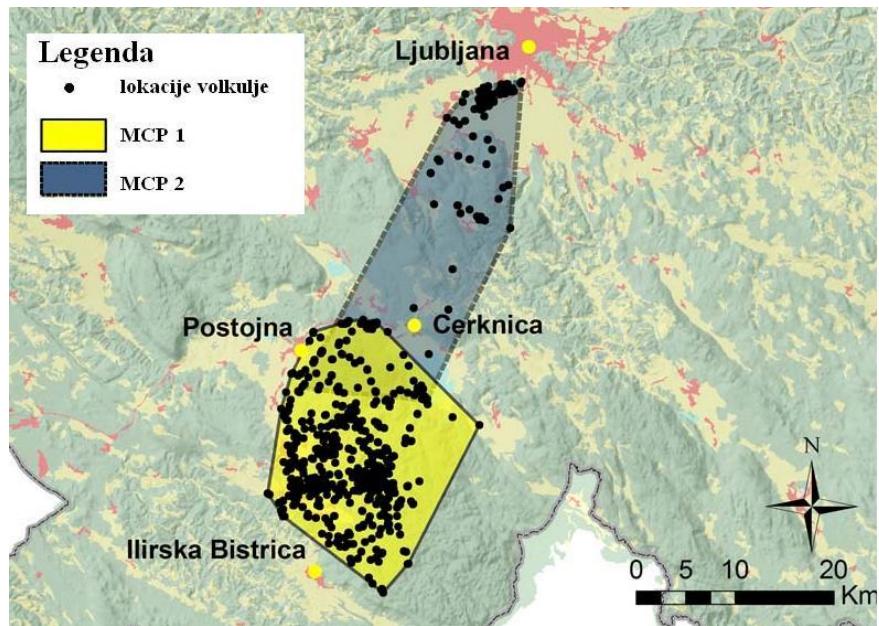 Legenda
lokacije volkulje
MCP 1
MCP 2
Ljubljana
Postojna
Cerknica
Ilirska Bistrica
N
0 5 10 20
Km